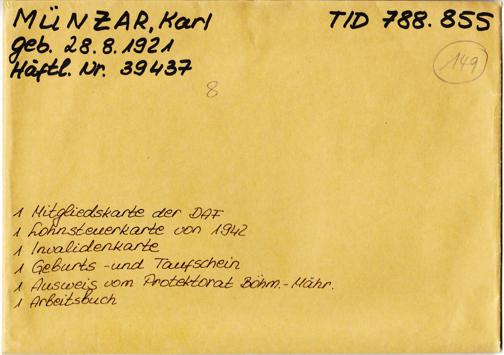 MÜNZAR, Karl
TID 788.855
geb. 28.8.1921
Häftl. Nr. 39437
149
8
1 Mitgliedskarte der DAF
1 Lohnsteuerkarte von 1942
1 Invalidenkarte
1 Geburts-und Taufschein
1 Ausweis vom Protektorat Böhm.-Mähr.
1 Arbeitsbuch